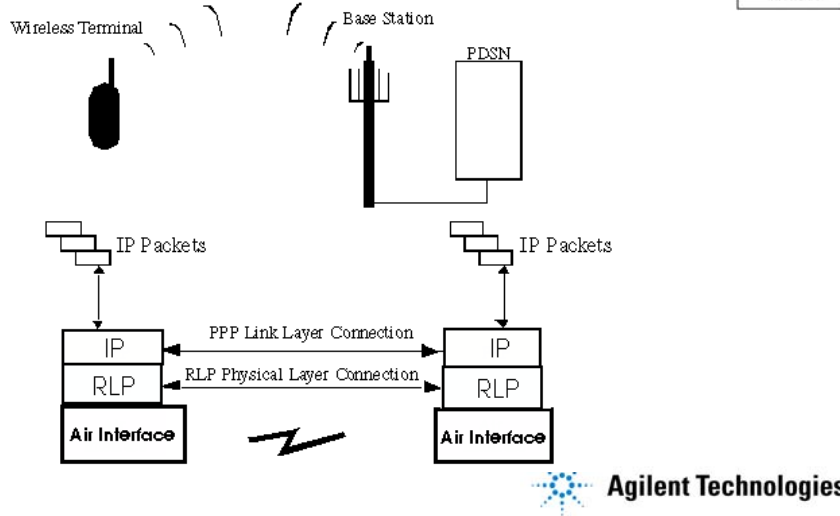 Wireless Terminal
Base Station
PDSN
IP Packets
IP Packets
PPP Link Layer Connection
IP
IP
RLP Physical Layer Connection
RLP
RLP
Air Interface
Air Interface
Agilent Technologies